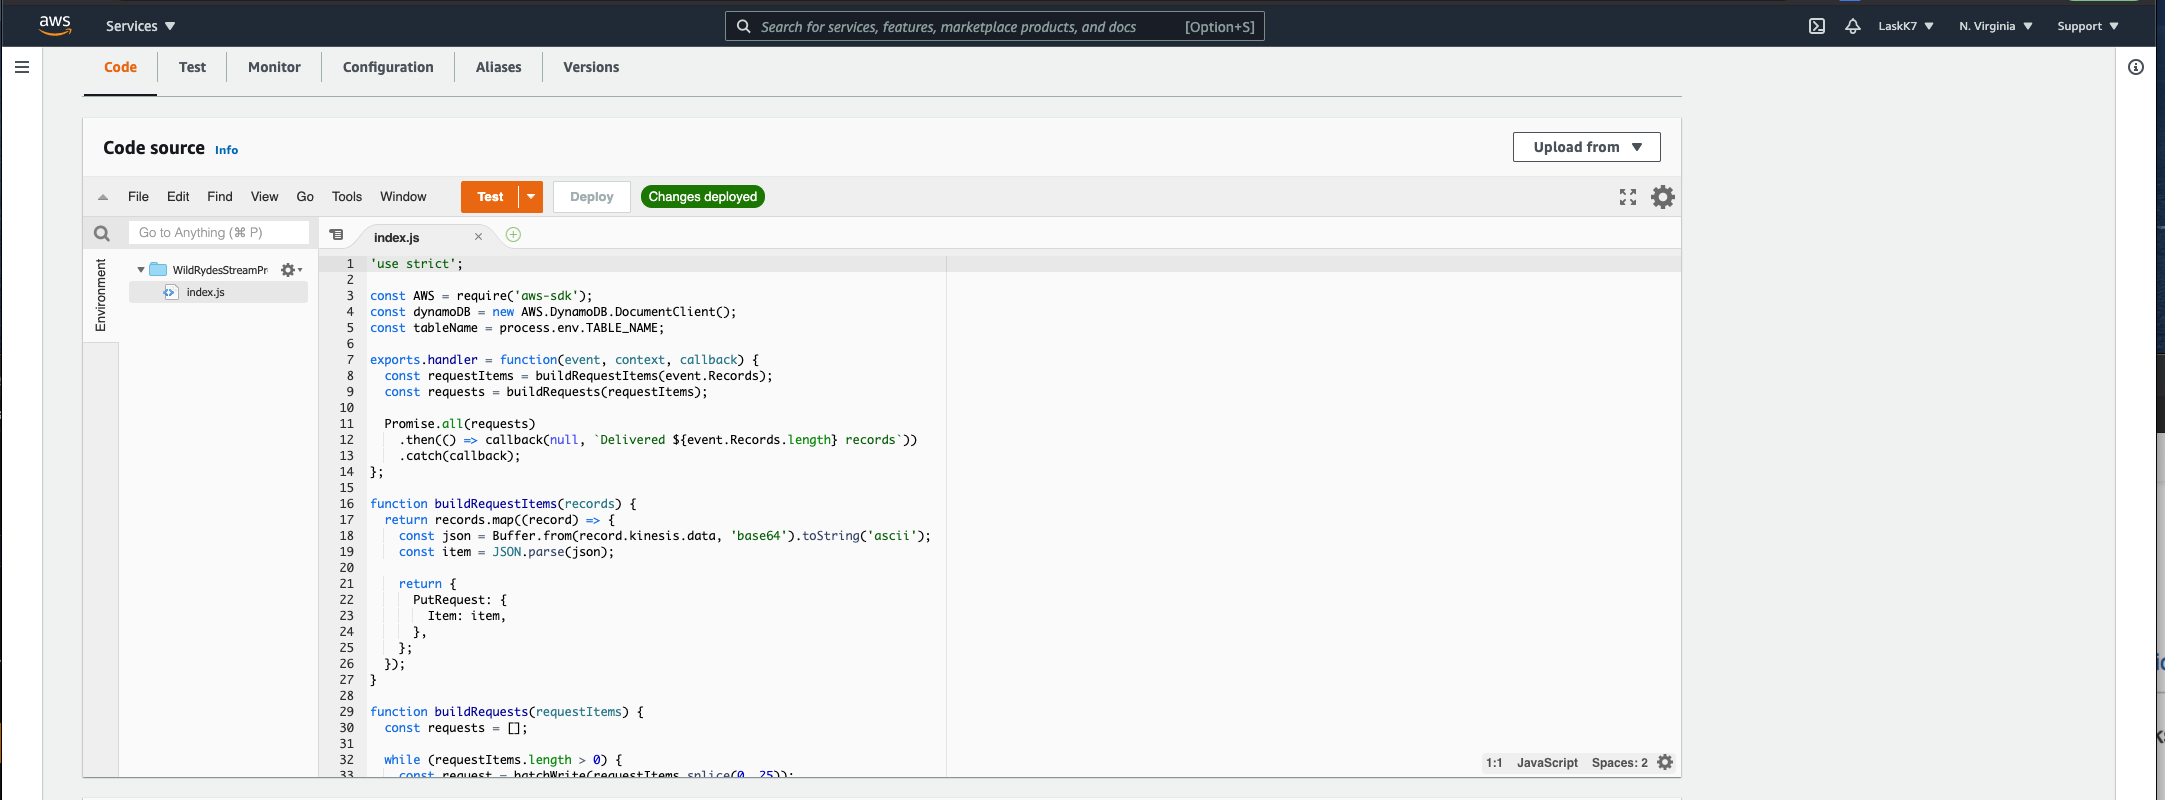 aws Services Search for services, features, marketplace products, and docs [Option+S] LaskK7 N. Virginia Support
Code Test Monitor Configuration Aliases Versions
Code source Info Upload from
File Edit Find View Go Tools Window Test Deploy Changes deployed
Go to Anything (⌘ P) index.js
Environment
WildRydesStreamPr
index.js
1 'use strict';
2
3 const AWS = require('aws-sdk');
4 const dynamoDB = new AWS.DynamoDB.DocumentClient();
5 const tableName = process.env.TABLE_NAME;
6
7 exports.handler = function(event, context, callback) {
8 const requestItems = buildRequestItems(event.Records);
9 const requests = buildRequests(requestItems);
10
11 Promise.all(requests)
12 .then(() => callback(null, `Delivered ${event.Records.length} records`))
13 .catch(callback);
14 };
15
16 function buildRequestItems(records) {
17 return records.map((record) => {
18 const json = Buffer.from(record.kinesis.data, 'base64').toString('ascii');
19 const item = JSON.parse(json);
20
21 return {
22 PutRequest: {
23 Item: item,
24 },
25 };
26 });
27 }
28
29 function buildRequests(requestItems) {
30 const requests = [];
31
32 while (requestItems.length > 0) {
33 const request = batchWrite(requestItems.splice(0, 25));
1:1 JavaScript Spaces: 2